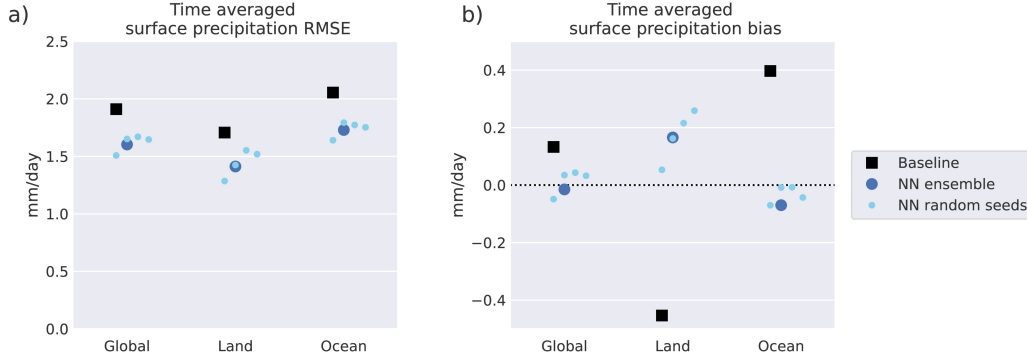 a)
Time averaged
surface precipitation RMSE
mm/day
2.5
2.0
1.5
1.0
0.5
0.0
Global Land Ocean
b)
Time averaged
surface precipitation bias
mm/day
0.4
0.2
0.0
−0.2
−0.4
Global Land Ocean
Baseline
NN ensemble
NN random seeds